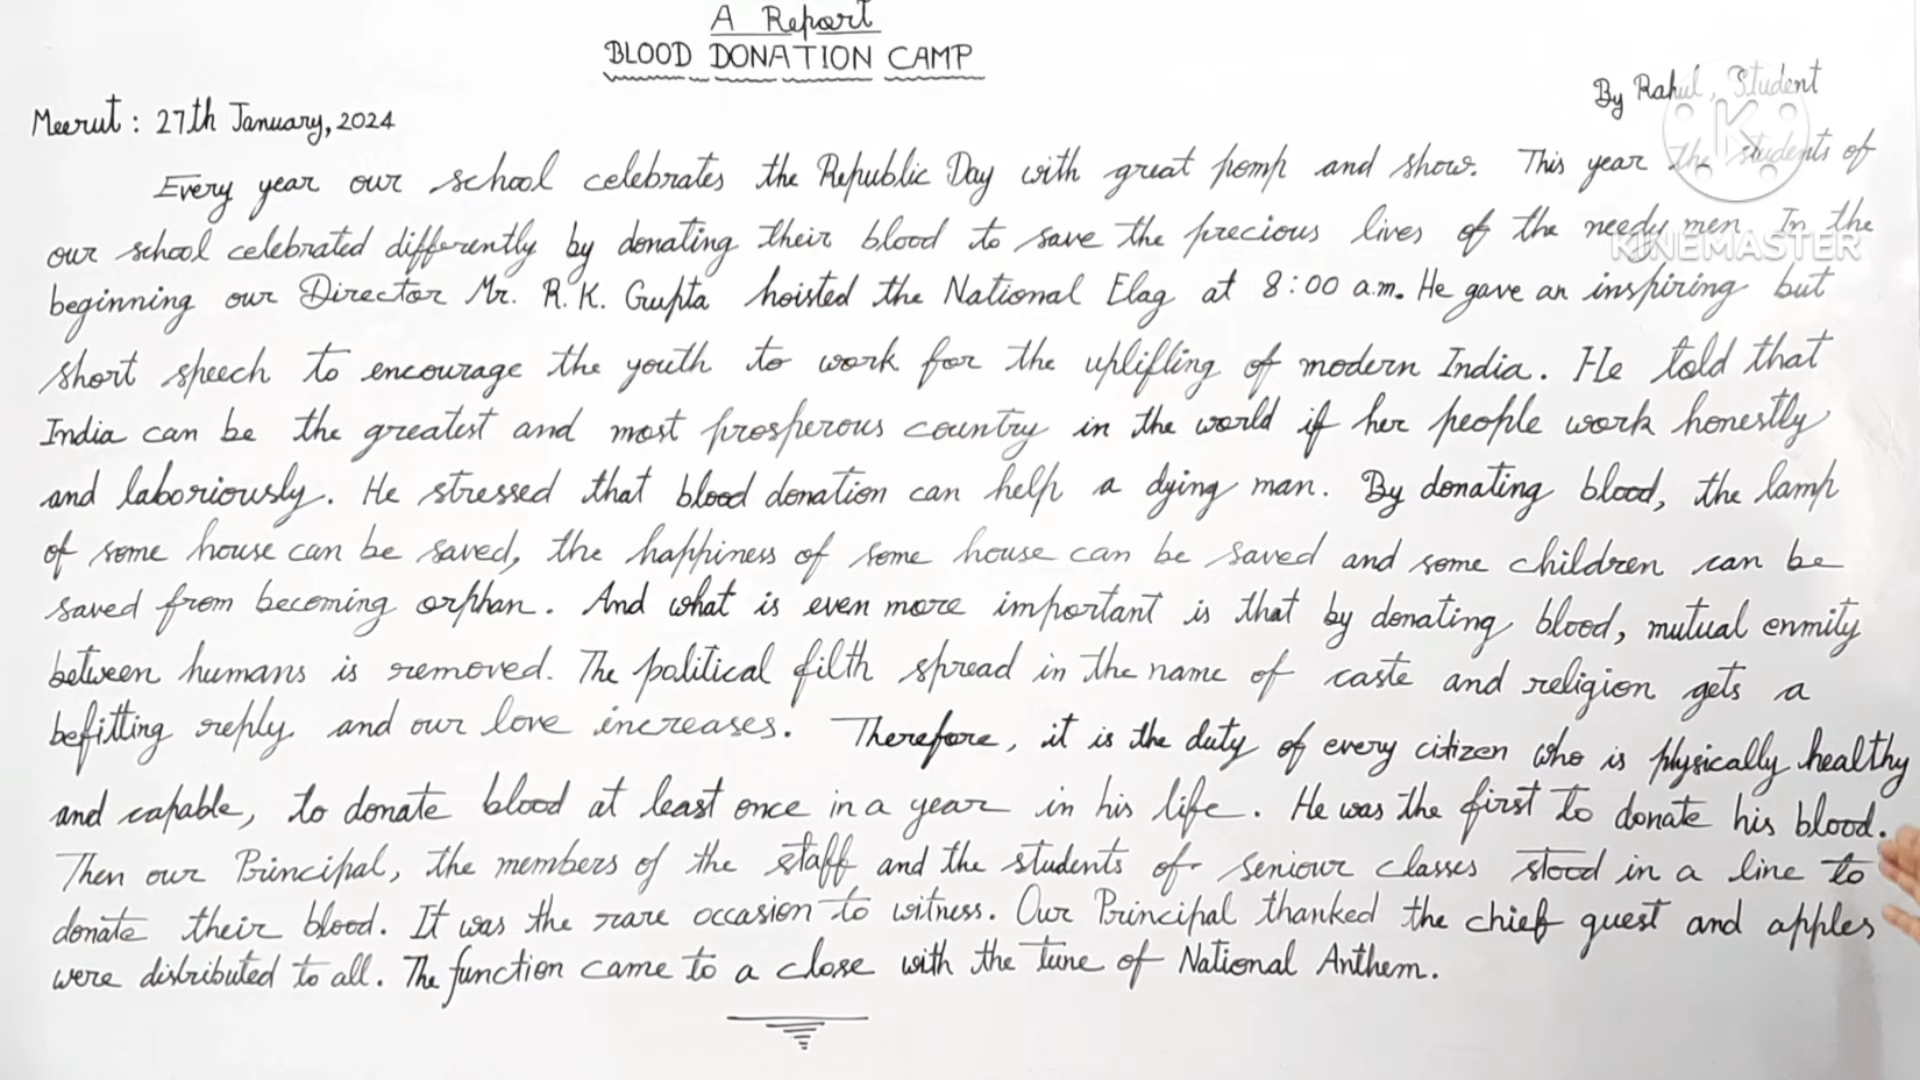 A Report
BLOOD DONATION CAMP
By Rahul, Student
Meerut: 27th January, 2024
Every year our school celebrates the Republic Day with great pomp and show. This year the students of
our school celebrated differently by donating their blood to save the precious lives of the needy men. In the
KINEMASTER
beginning our Director Mr. R.K. Gupta hoisted the National Elag at 8:00 a.m. He gave an inspiring but
short speech to encourage the youth to work for the uplifling of modern India. He told that
India can be the greatest and most prosperous country in the world if her people work honestly
and laboriously. He stressed that blood donation can help a dying man. By donating blood, the lamp
of some house can be saved, the happiness of some house can be saved and some children can be
saved from becoming orphan. And what is even more important is that by donating blood, mutual enmity
between humans is removed. The political filth spread in the name of caste and religion gets a
befitting reply and our love increases. Therefore, it is the duty of every citizen who is physically healthy
and capable, to donate blood at least once in a year in his life. He was the first to donate his blood.
Then our Principal, the members of the staff and the students of seniour classes stood in a line to
donate their blood. It was the rare occasion to witness. Our Principal thanked the chief guest and apples
were distributed to all. The function came to a close with the tune of National Anthem.